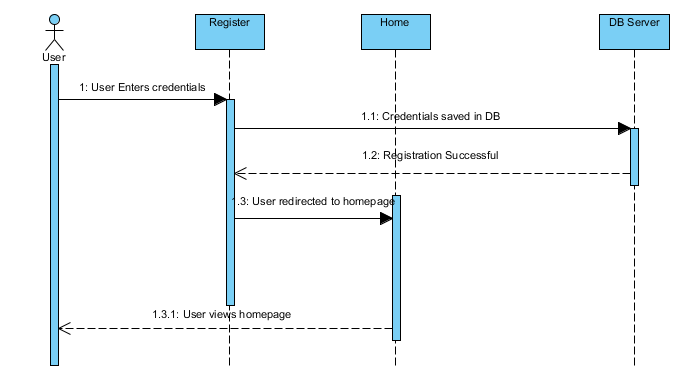 Register
Home
DB Server
User
1: User Enters credentials
1.1: Credentials saved in DB
1.2: Registration Successful
1.3: User redirected to homepage
1.3.1: User views homepage